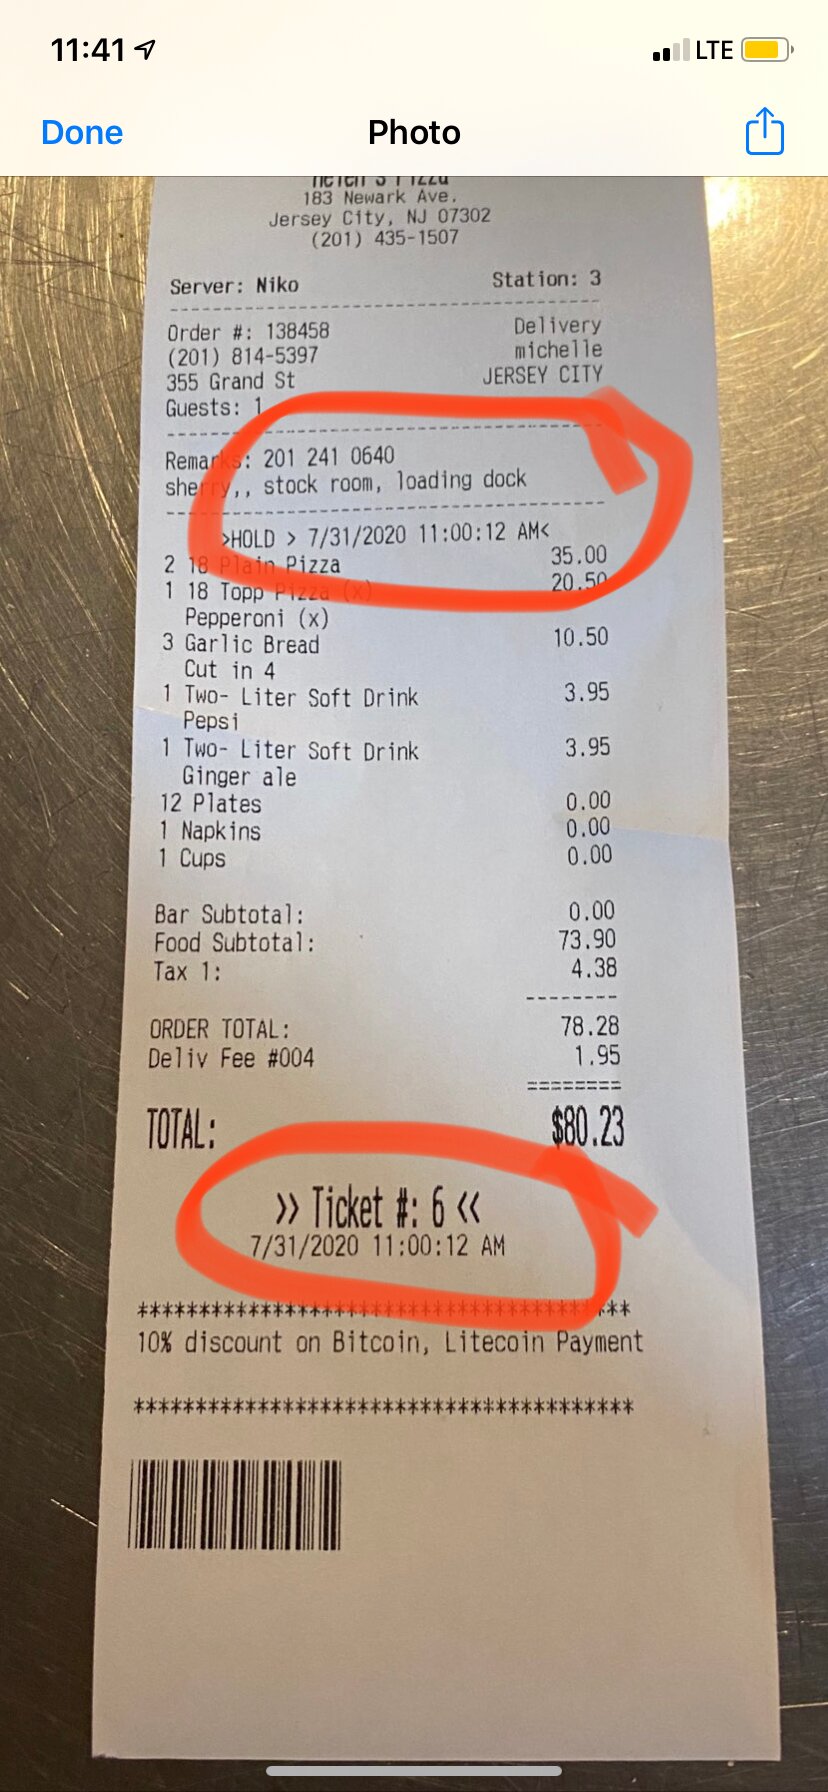 11:41
LTE
Done
Photo
183 Newark Ave.
Jersey City, NJ 07302
(201) 435-1507
Server: Niko Station: 3
Order #: 138458 Delivery
(201) 814-5397 michelle
355 Grand St JERSEY CITY
Guests: 1
Remarks: 201 241 0640
sherry,, stock room, loading dock
>HOLD > 7/31/2020 11:00:12 AM<
2 18 Plain Pizza 35.00
1 18 Topp Pizza (x) 20.50
Pepperoni (x)
3 Garlic Bread 10.50
Cut in 4
1 Two- Liter Soft Drink 3.95
Pepsi
1 Two- Liter Soft Drink 3.95
Ginger ale
12 Plates 0.00
1 Napkins 0.00
1 Cups 0.00
Bar Subtotal: 0.00
Food Subtotal: 73.90
Tax 1: 4.38
--------
ORDER TOTAL: 78.28
Deliv Fee #004 1.95
========
TOTAL: $80.23
>> Ticket #: 6 <<
7/31/2020 11:00:12 AM
****************************************
10% discount on Bitcoin, Litecoin Payment
****************************************